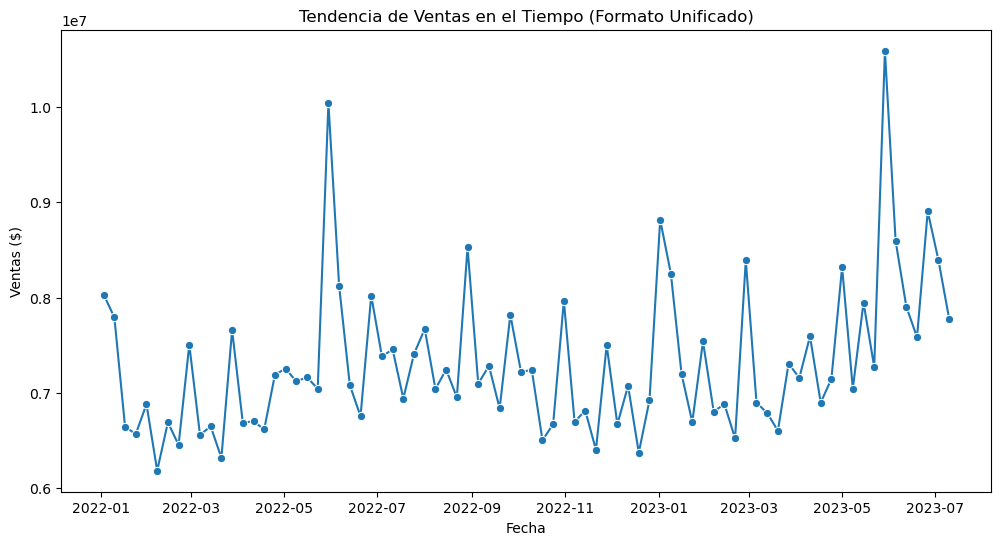 Tendencia de Ventas en el Tiempo (Formato Unificado)
1e7
1.0
0.9
0.8
0.7
0.6
Ventas ($)
2022-01 2022-03 2022-05 2022-07 2022-09 2022-11 2023-01 2023-03 2023-05 2023-07
Fecha